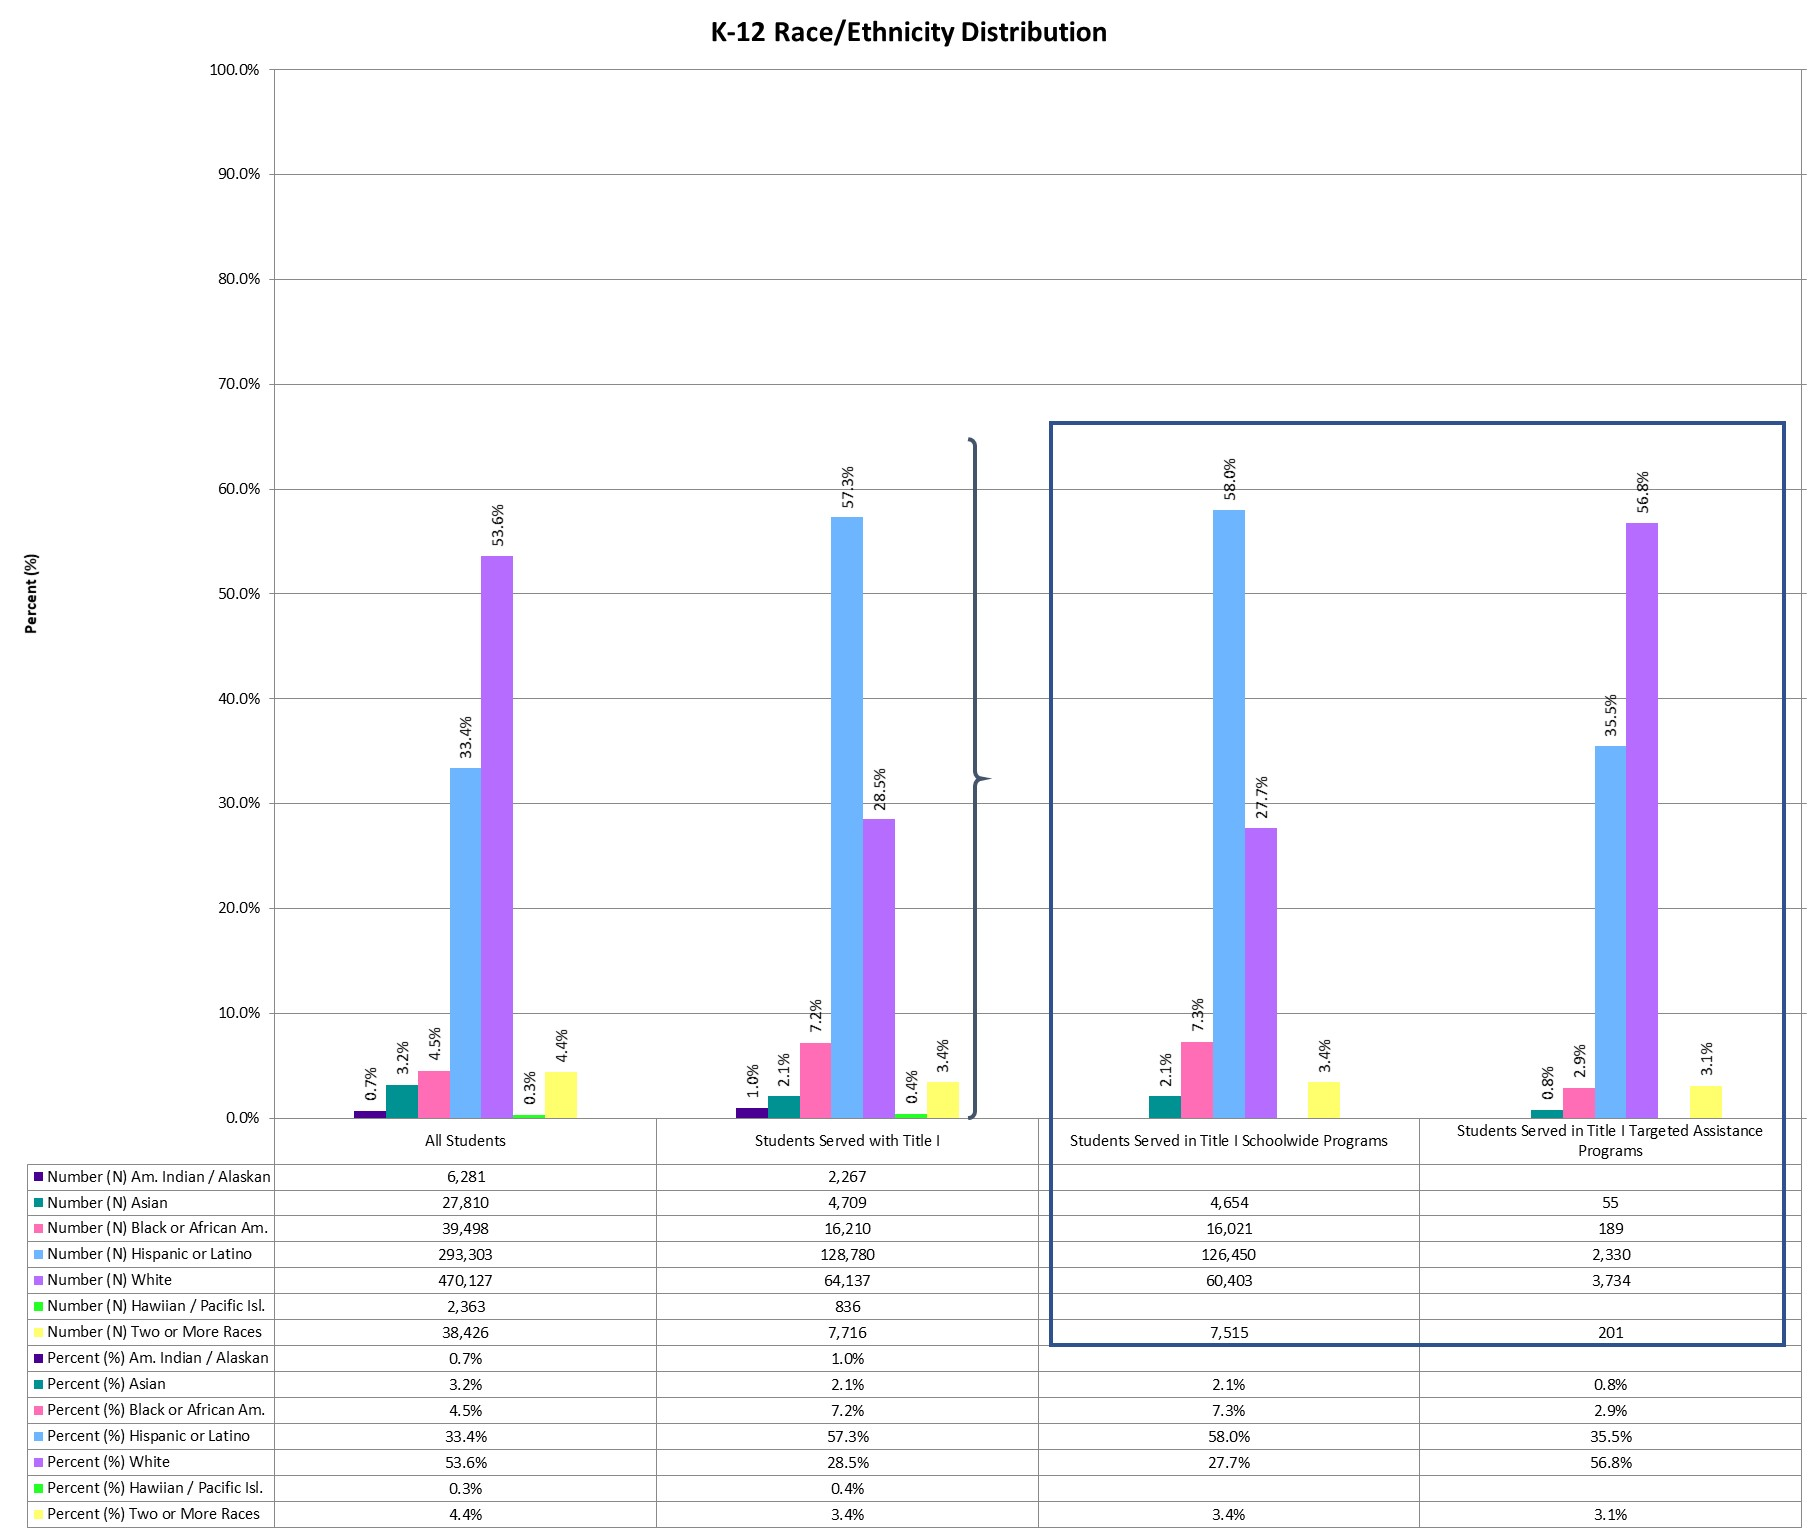 K-12 Race/Ethnicity Distribution
Percent (%)
100.0%
90.0%
80.0%
70.0%
60.0%
50.0%
40.0%
30.0%
20.0%
10.0%
0.0%
0.7%
3.2%
4.5%
33.4%
53.6%
0.3%
4.4%
1.0%
2.1%
7.2%
57.3%
28.5%
0.4%
3.4%
2.1%
7.3%
58.0%
27.7%
3.4%
0.8%
2.9%
35.5%
56.8%
3.1%
All Students Students Served with Title I Students Served in Title I Schoolwide Programs Students Served in Title I Targeted Assistance
Programs
Number (N) Am. Indian / Alaskan 6,281 2,267
Number (N) Asian 27,810 4,709 4,654 55
Number (N) Black or African Am. 39,498 16,210 16,021 189
Number (N) Hispanic or Latino 293,303 128,780 126,450 2,330
Number (N) White 470,127 64,137 60,403 3,734
Number (N) Hawiian / Pacific Isl. 2,363 836
Number (N) Two or More Races 38,426 7,716 7,515 201
Percent (%) Am. Indian / Alaskan 0.7% 1.0%
Percent (%) Asian 3.2% 2.1% 2.1% 0.8%
Percent (%) Black or African Am. 4.5% 7.2% 7.3% 2.9%
Percent (%) Hispanic or Latino 33.4% 57.3% 58.0% 35.5%
Percent (%) White 53.6% 28.5% 27.7% 56.8%
Percent (%) Hawiian / Pacific Isl. 0.3% 0.4%
Percent (%) Two or More Races 4.4% 3.4% 3.4% 3.1%